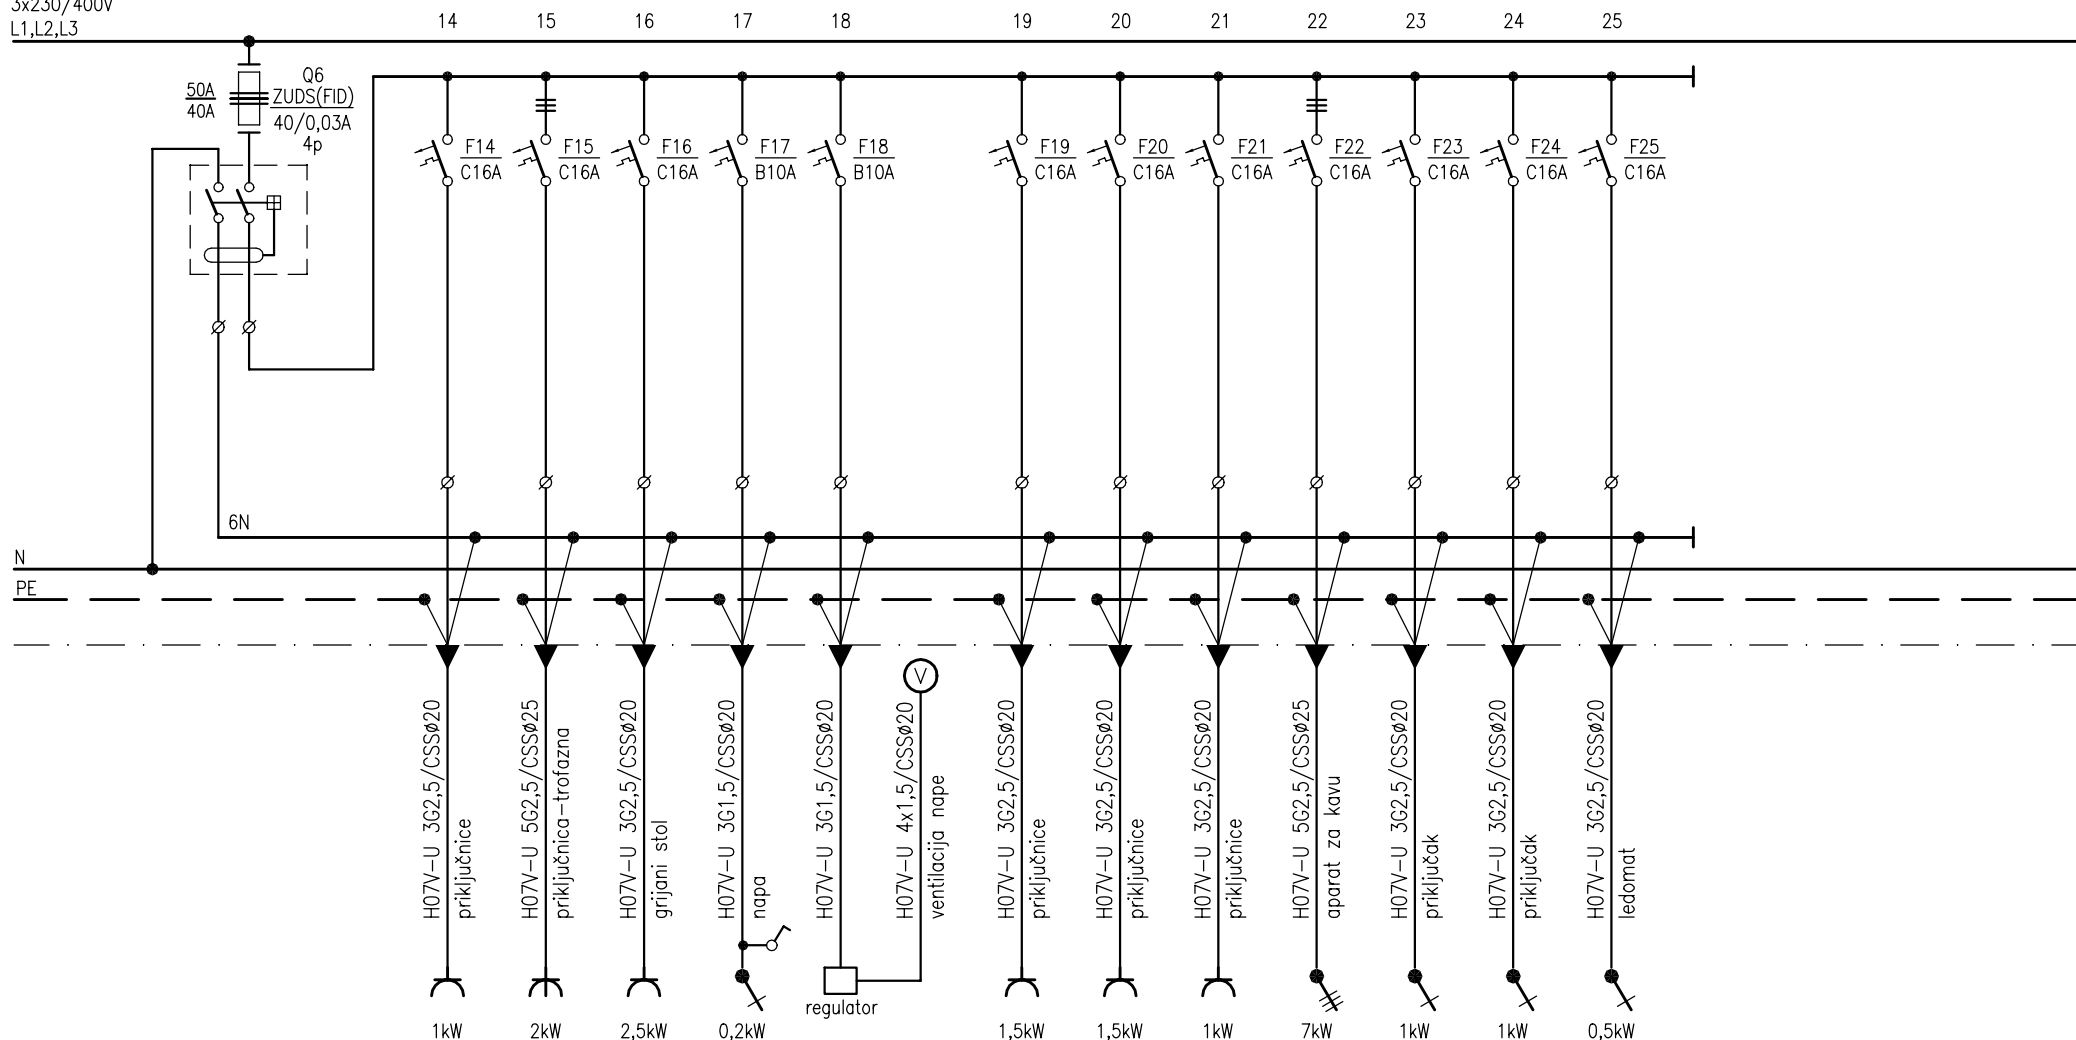 3x230/400V
L1,L2,L3
14 15 16 17 18 19 20 21 22 23 24 25
50A
40A
Q6
ZUDS(FID)
40/0,03A
4p
F14
C16A
F15
C16A
F16
C16A
F17
B10A
F18
B10A
F19
C16A
F20
C16A
F21
C16A
F22
C16A
F23
C16A
F24
C16A
F25
C16A
6N
N
PE
V
H07V-U 3G2,5/CSSø20
priključnice
H07V-U 5G2,5/CSSø25
priključnica-trofazna
H07V-U 3G2,5/CSSø20
grijani stol
H07V-U 3G1,5/CSSø20
napa
H07V-U 3G1,5/CSSø20
H07V-U 4x1,5/CSSø20
ventilacija nape
H07V-U 3G2,5/CSSø20
priključnice
H07V-U 3G2,5/CSSø20
priključnice
H07V-U 3G2,5/CSSø20
priključnice
H07V-U 5G2,5/CSSø25
aparat za kavu
H07V-U 3G2,5/CSSø20
priključak
H07V-U 3G2,5/CSSø20
priključak
H07V-U 3G2,5/CSSø20
ledomat
regulator
1kW 2kW 2,5kW 0,2kW 1,5kW 1,5kW 1kW 7kW 1kW 1kW 0,5kW